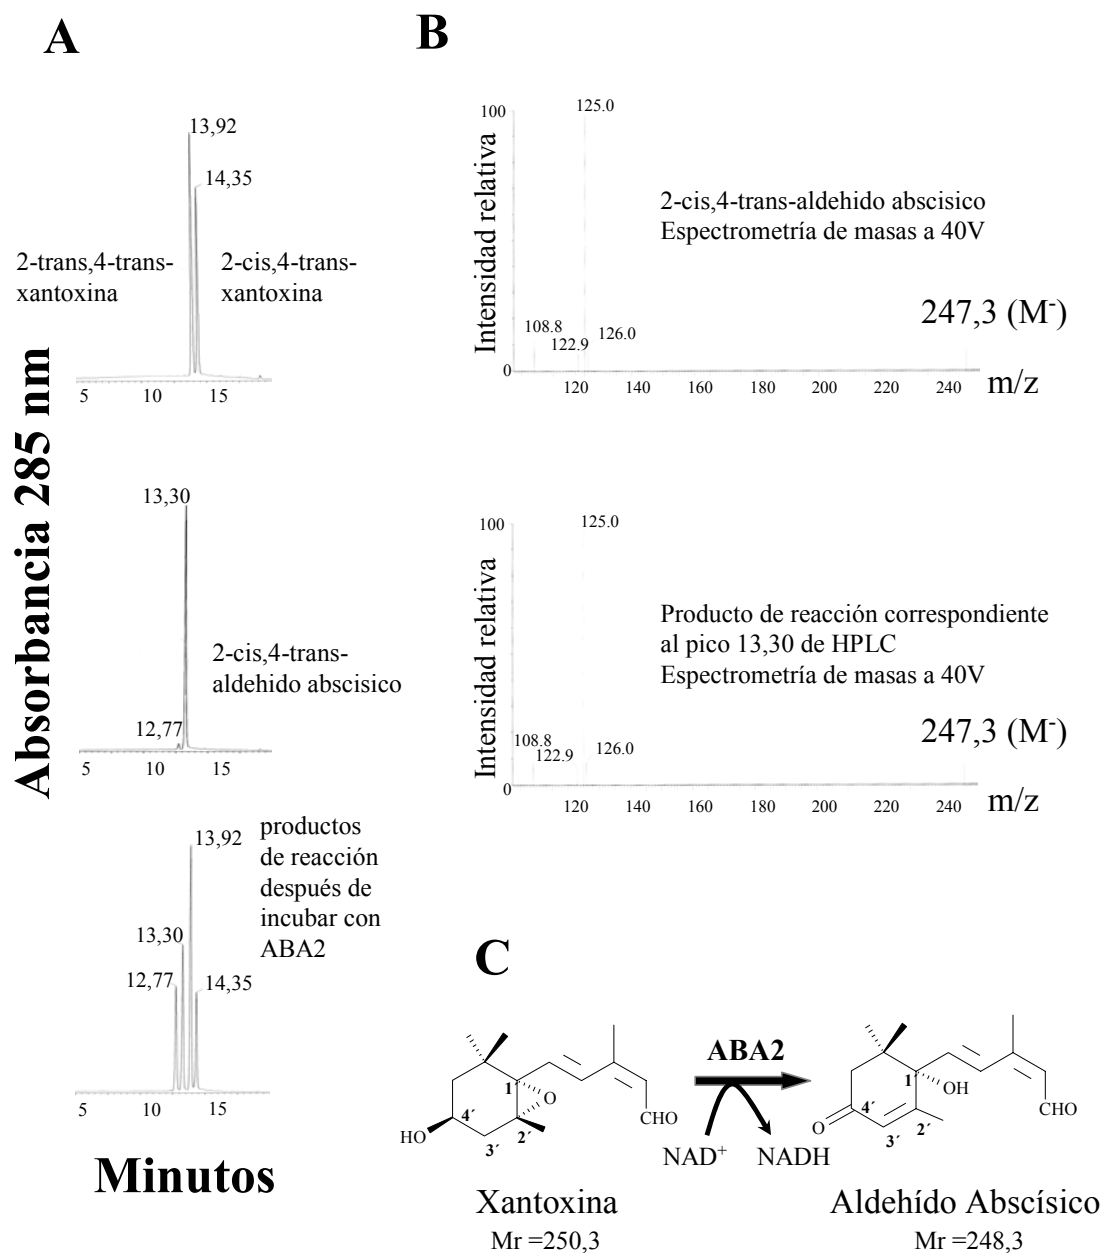 A
B
Absorbancia 285 nm
13,92
14,35
2-trans,4-trans-
xantoxina
2-cis,4-trans-
xantoxina
5 10 15
13,30
2-cis,4-trans-
aldehido abscisico
12,77
5 10 15
13,92
productos
de reacción
después de
incubar con
ABA2
13,30
12,77
14,35
5 10 15
Minutos
Intensidad relativa
100
125.0
2-cis,4-trans-aldehido abscisico
Espectrometría de masas a 40V
247,3 (M-)
108.8
122.9
126.0
0
120 140 160 180 200 220 240 m/z
Intensidad relativa
100
125.0
Producto de reacción correspondiente
al pico 13,30 de HPLC
Espectrometría de masas a 40V
247,3 (M-)
108.8
122.9
126.0
0
120 140 160 180 200 220 240 m/z
C
1´
O
2´
3´
4´
HO
CHO
ABA2
NAD+ NADH
1´
OH
2´
3´
4´
O
CHO
Xantoxina
Mr =250,3
Aldehído Abscísico
Mr =248,3